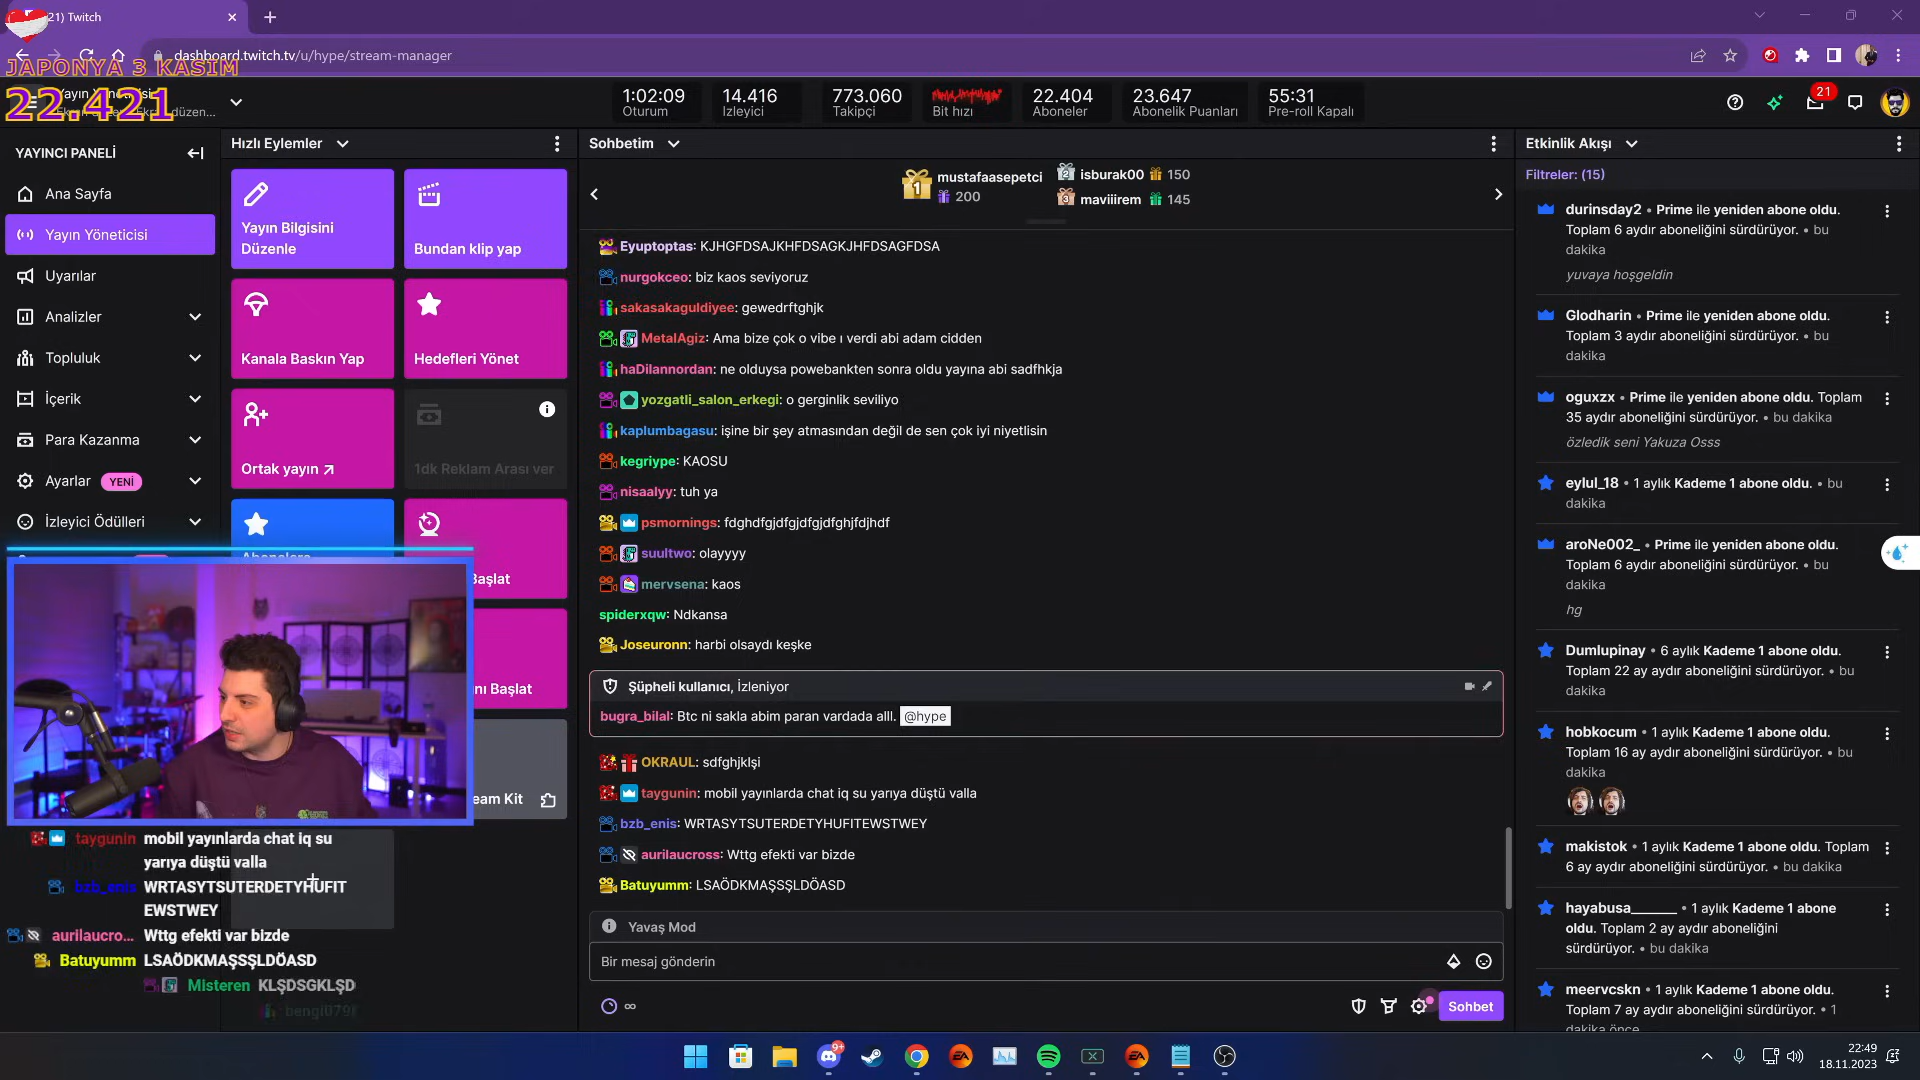 21) Twitch
dashboard.twitch.tv/u/hype/stream-manager
JAPONYA 3 KASIM
22.421
Yayın Yöneticisi
1:02:09
Oturum
14.416
İzleyici
773.060
Takipçi
Bit hızı
22.404
Aboneler
23.647
Abonelik Puanları
55:31
Pre-roll Kapalı
21
YAYINCI PANELİ
Ana Sayfa
Yayın Yöneticisi
Uyarılar
Analizler
Topluluk
İçerik
Para Kazanma
Ayarlar YENİ
İzleyici Ödülleri
Hızlı Eylemler
Yayın Bilgisini
Düzenle
Bundan klip yap
Kanala Baskın Yap
Hedefleri Yönet
Ortak yayın
1dk Reklam Arası ver
Başlat
nı Başlat
eam Kit
taygunin mobil yayınlarda chat iq su
yarıya düştü valla
bzb_enis WRTASYTSUTERDETYHUFIT
EWSTWEY
aurilaucro... Wttg efekti var bizde
Batuyumm LSAÖDKMAŞSŞLDÖASD
Misteren KLŞDSGKLŞD
Sohbetim
1
mustafaasepetci
200
2 isburak00 150
3 maviiirem 145
Eyuptoptas: KJHGFDSAJKHFDSAGKJHFDSAGFDSA
nurgokceo: biz kaos seviyoruz
sakasakaguldiyee: gewedrftghjk
MetalAgiz: Ama bize çok o vibe ı verdi abi adam cidden
haDilannordan: ne olduysa powebankten sonra oldu yayına abi sadfhkja
yozgatli_salon_erkegi: o gerginlik seviliyo
kaplumbagasu: işine bir şey atmasından değil de sen çok iyi niyetlisin
kegriype: KAOSU
nisaalyy: tuh ya
psmornings: fdghdfgjdfgjdfgjdfghjfdjhdf
suultwo: olayyyy
mervsena: kaos
spiderxqw: Ndkansa
Joseuronn: harbi olsaydı keşke
Şüpheli kullanıcı, İzleniyor
bugra_bilal: Btc ni sakla abim paran vardada alll. @hype
OKRAUL: sdfghjklşi
taygunin: mobil yayınlarda chat iq su yarıya düştü valla
bzb_enis: WRTASYTSUTERDETYHUFITEWSTWEY
aurilaucross: Wttg efekti var bizde
Batuyumm: LSAÖDKMAŞSŞLDÖASD
Yavaş Mod
Bir mesaj gönderin
∞
Sohbet
Etkinlik Akışı
Filtreler: (15)
durinsday2 • Prime ile yeniden abone oldu.
Toplam 6 aydır aboneliğini sürdürüyor. • bu
dakika
yuvaya hoşgeldin
Glodharin • Prime ile yeniden abone oldu.
Toplam 3 aydır aboneliğini sürdürüyor. • bu
dakika
oguxzx • Prime ile yeniden abone oldu. Toplam
35 aydır aboneliğini sürdürüyor. • bu dakika
özledik seni Yakuza Osss
eylul_18 • 1 aylık Kademe 1 abone oldu. • bu
dakika
aroNe002_ • Prime ile yeniden abone oldu.
Toplam 6 aydır aboneliğini sürdürüyor. • bu
dakika
hg
Dumlupinay • 6 aylık Kademe 1 abone oldu.
Toplam 22 ay aydır aboneliğini sürdürüyor. • bu
dakika
hobkocum • 1 aylık Kademe 1 abone oldu.
Toplam 16 ay aydır aboneliğini sürdürüyor. • bu
dakika
makistok • 1 aylık Kademe 1 abone oldu. Toplam
6 ay aydır aboneliğini sürdürüyor. • bu dakika
hayabusa_______ • 1 aylık Kademe 1 abone
oldu. Toplam 2 ay aydır aboneliğini
sürdürüyor. • bu dakika
meervcskn • 1 aylık Kademe 1 abone oldu.
Toplam 7 ay aydır aboneliğini sürdürüyor. • 1
dakika önce
9+
22:49
18.11.2023